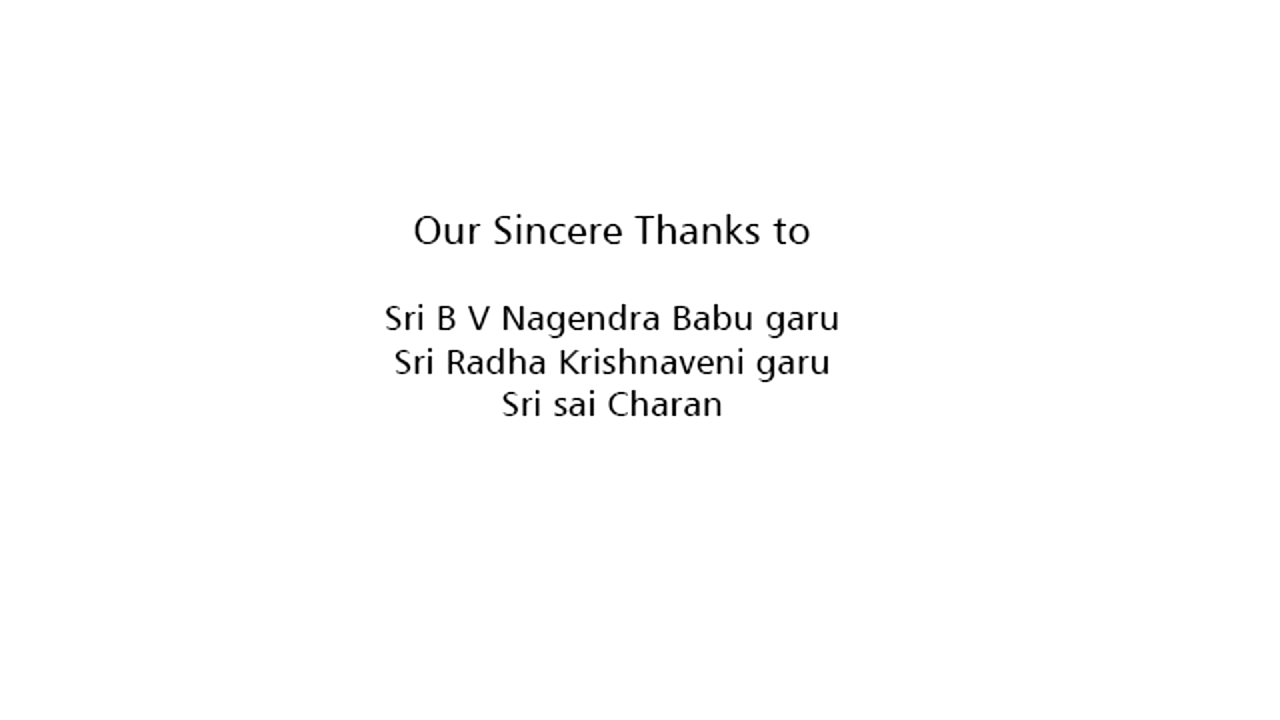 Our Sincere Thanks to
Sri B V Nagendra Babu garu
Sri Radha Krishnaveni garu
Sri sai Charan